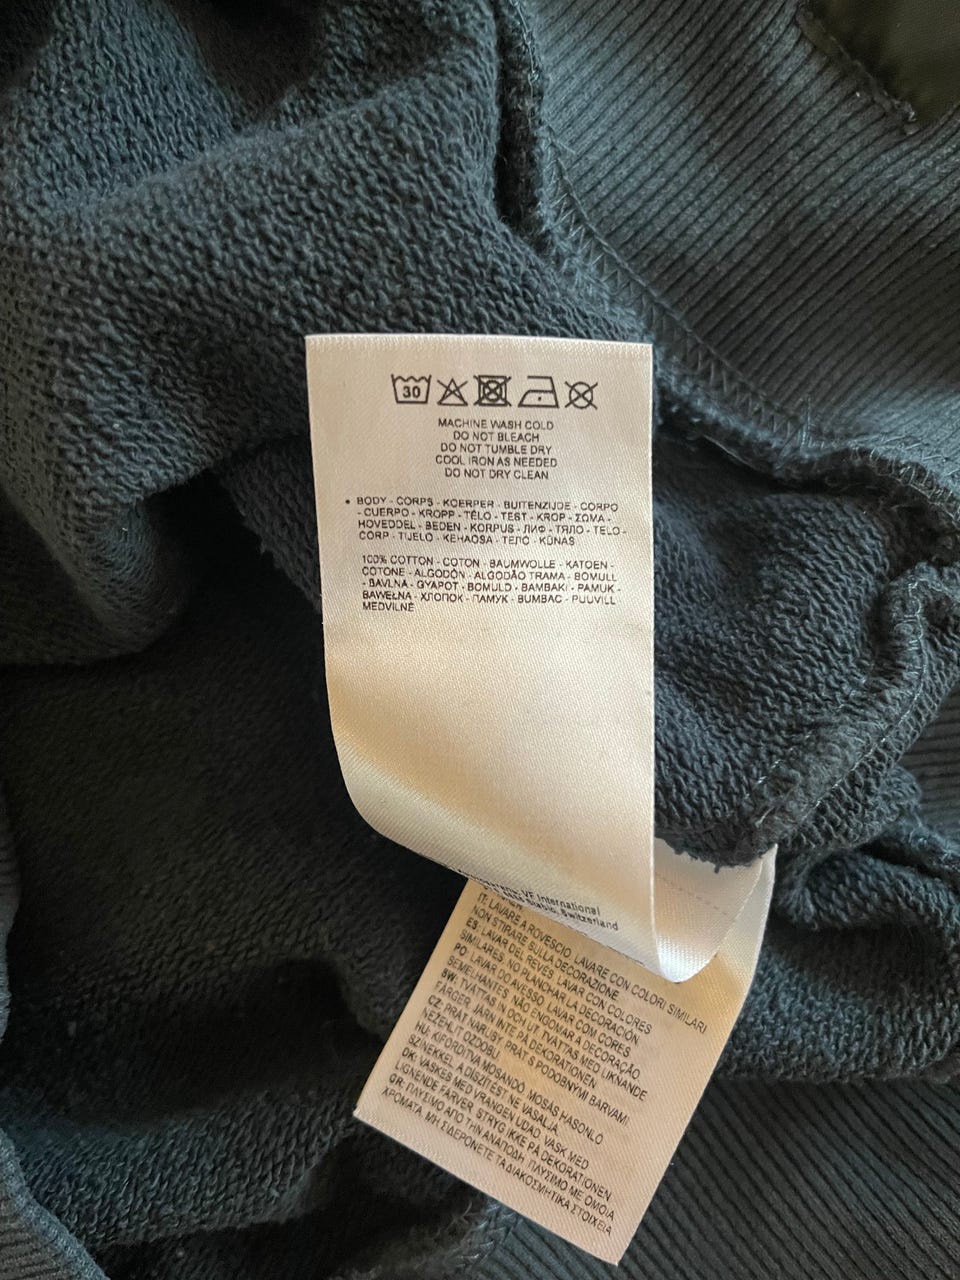 30
MACHINE WASH COLD
DO NOT BLEACH
DO NOT TUMBLE DRY
COOL IRON AS NEEDED
DO NOT DRY CLEAN
• BODY - CORPS - KOERPER - BUITENZIJDE - CORPO
- CUERPO - KROPP - TĚLO - TEST - KROP - ΣΩΜΑ -
HOVEDDEL - BEDEN - KORPUS - ЛИФ - ТЯЛО - TELO -
CORP - TUELO - KEHAOSA - TEĽO - KŪNAS
100% COTTON - COTON - BAUMWOLLE - KATOEN -
COTONE - ALGODÓN - ALGODÃO TRAMA - BOMULL
- BAVLNA - GYAPOT - BOMULD - BAMBAKI - PAMUK -
BAWEŁNA - ХЛОПОК - ПАМУК - BUMBAC - PUUVILL
MEDVILNĖ
VF International
Stabio, Switzerland
IT: LAVARE A ROVESCIO. LAVARE CON COLORI SIMILARI
NON STIRARE SULLA DECORAZIONE.
ES: LAVAR DEL REVES, LAVAR CON COLORES
SIMILARES, NO PLANCHAR LA DECORACIÓN
PO: LAVAR DO AVESSO. LAVAR COM CORES
SEMELHANTES. NÃO ENGOMAR A DECORAÇÃO.
SW: TVÄTTAS IN OCH UT. TVÄTTAS MED LIKNANDE
FÄRGER. JÄRN INTE PÅ DEKORATIONEN.
CZ: PRÁT NARUBY. PRÁT S PODOBNÝMI BARVAMI.
NEŽEHLIT OZDOBU.
HU: KIFORDÍTVA MOSANDÓ. MOSÁS HASONLÓ
SZÍNEKKEL. A DÍSZÍTÉST NE VASALJA.
DK: VASKES MED VRANGEN UDAD. VASK MED
LIGNENDE FARVER. STRYG IKKE PÅ DEKORATIONEN
GR: ΠΛΥΣΙΜΟ ΑΠΟ ΤΗΝ ΑΝΑΠΟΔΗ. ΠΛΥΣΙΜΟ ΜΕ ΟΜΟΙΑ
ΧΡΩΜΑΤΑ. ΜΗ ΣΙΔΕΡΩΝΕΤΕ ΤΑ ΔΙΑΚΟΣΜΗΤΙΚΑ ΣΤΟΙΧΕΙΑ